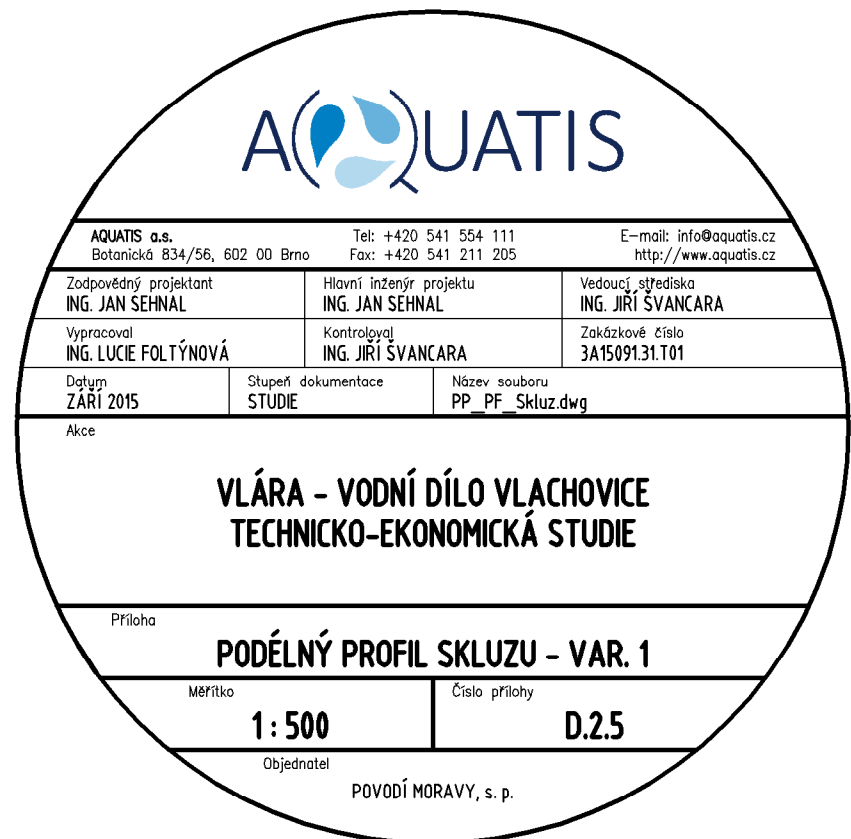 AQUATIS
AQUATIS a.s. Tel: +420 541 554 111 E-mail: info@aquatis.cz
Botanická 834/56, 602 00 Brno Fax: +420 541 211 205 http://www.aquatis.cz
Zodpovědný projektant Hlavní inženýr projektu Vedoucí střediska
ING. JAN SEHNAL ING. JAN SEHNAL ING. JIŘÍ ŠVANCARA
Vypracoval Kontroloval Zakázkové číslo
ING. LUCIE FOLTÝNOVÁ ING. JIŘÍ ŠVANCARA 3A15091.31.T01
Datum Stupeň dokumentace Název souboru
ZÁŘÍ 2015 STUDIE PP_PF_Skluz.dwg
Akce
VLÁRA - VODNÍ DÍLO VLACHOVICE
TECHNICKO-EKONOMICKÁ STUDIE
Příloha
PODÉLNÝ PROFIL SKLUZU - VAR. 1
Měřítko Číslo přílohy
1 : 500 D.2.5
Objednatel
POVODÍ MORAVY, s. p.